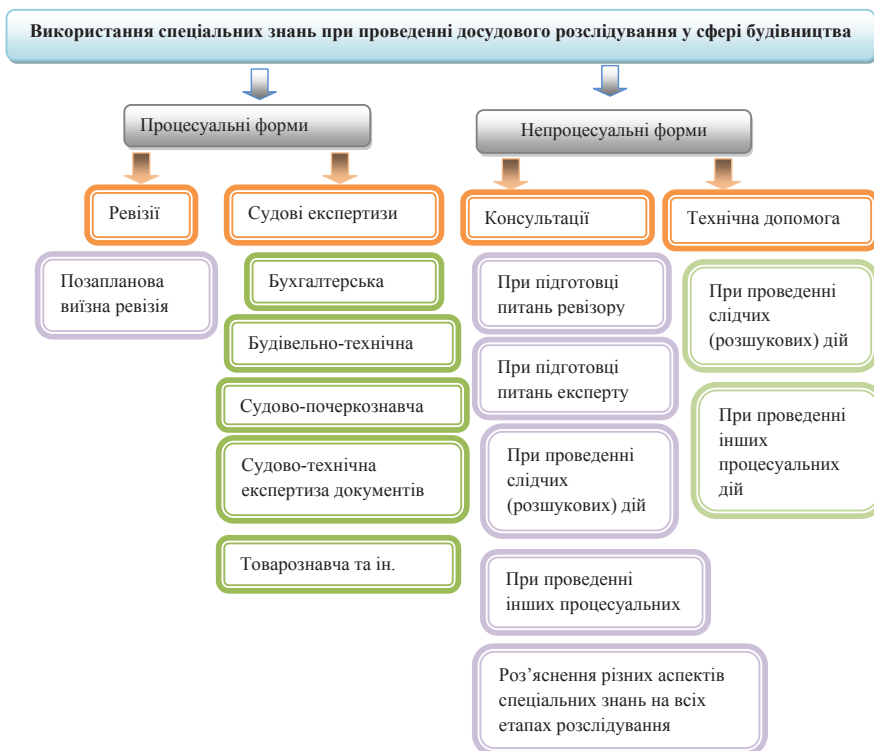 Використання спеціальних знань при проведенні досудового розслідування у сфері будівництва
Процесуальні форми
Непроцесуальні форми
Ревізії
Судові експертизи
Консультації
Технічна допомога
Позапланова
виїзна ревізія
Бухгалтерська
Будівельно-технічна
Судово-почеркознавча
Судово-технічна
експертиза документів
Товарознавча та ін.
При підготовці
питань ревізору
При підготовці
питань експерту
При проведенні
слідчих
(розшукових) дій
При проведенні
інших процесуальних
Роз’яснення різних аспектів
спеціальних знань на всіх
етапах розслідування
При проведенні
слідчих
(розшукових) дій
При проведенні
інших
процесуальних
дій